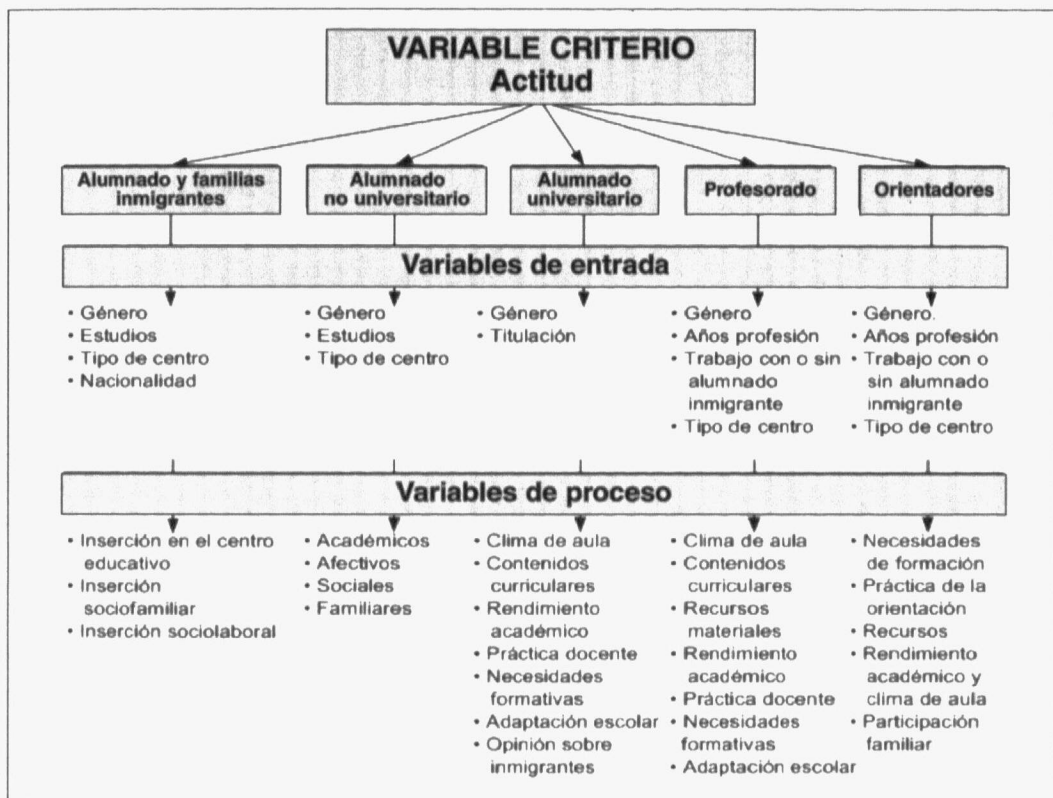 VARIABLE CRITERIO
Actitud
Alumnado y familias
inmigrantes
Alumnado
no universitario
Alumnado
universitario
Profesorado
Orientadores
Variables de entrada
• Género
• Estudios
• Tipo de centro
• Nacionalidad
• Género
• Estudios
• Tipo de centro
• Género
• Titulación
• Género
• Años profesión
• Trabajo con o sin
alumnado
inmigrante
• Tipo de centro
• Género.
• Años profesión
• Trabajo con o
sin alumnado
inmigrante
• Tipo de centro
Variables de proceso
• Inserción en el centro
educativo
• Inserción
sociofamiliar
• Inserción sociolaboral
• Académicos
• Afectivos
• Sociales
• Familiares
• Clima de aula
• Contenidos
curriculares
• Rendimiento
académico
• Práctica docente
• Necesidades
formativas
• Adaptación escolar
• Opinión sobre
inmigrantes
• Clima de aula
• Contenidos
curriculares
• Recursos
materiales
• Rendimiento
académico
• Práctica docente
• Necesidades
formativas
• Adaptación escolar
• Necesidades
de formación
• Práctica de la
orientación
• Recursos
• Rendimiento
académico y
clima de aula
• Participación
familiar